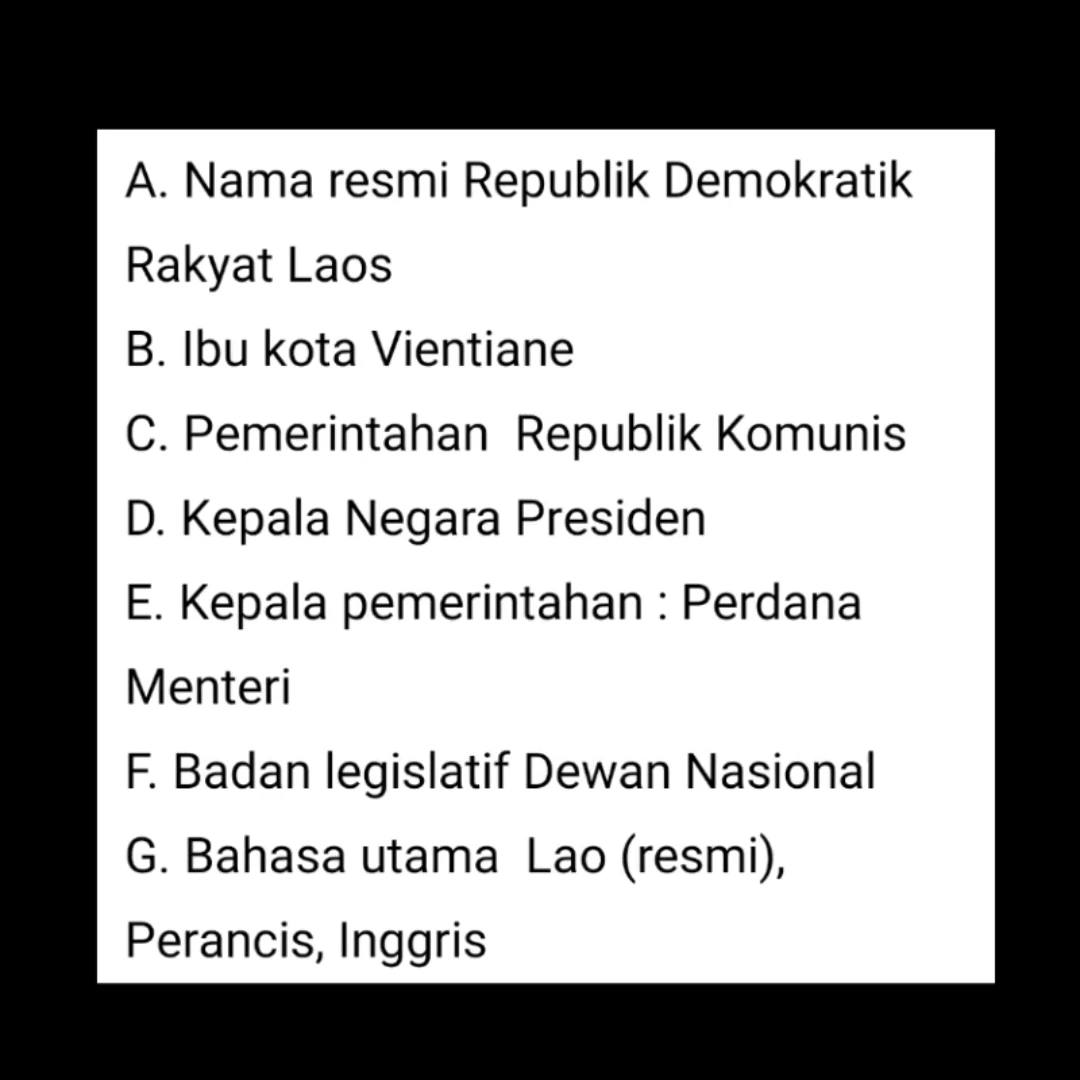 A. Nama resmi Republik Demokratik
Rakyat Laos
B. Ibu kota Vientiane
C. Pemerintahan  Republik Komunis
D. Kepala Negara Presiden
E. Kepala pemerintahan : Perdana
Menteri
F. Badan legislatif Dewan Nasional
G. Bahasa utama  Lao (resmi),
Perancis, Inggris